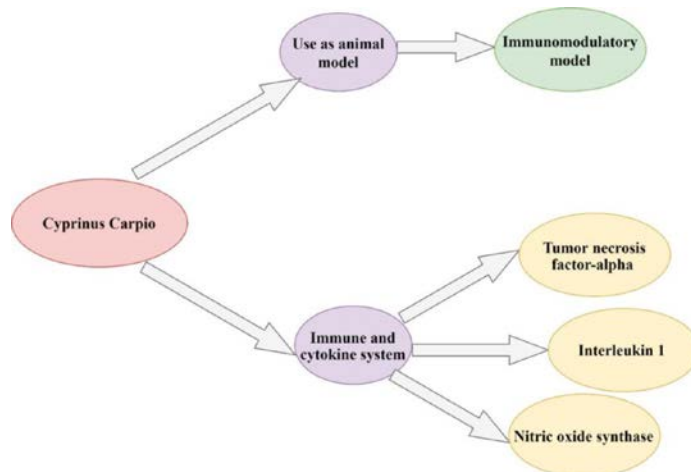 Use as animal
model
Immunomodulatory
model
Cyprinus Carpio
Tumor necrosis
factor-alpha
Immune and
cytokine system
Interleukin 1
Nitric oxide synthase